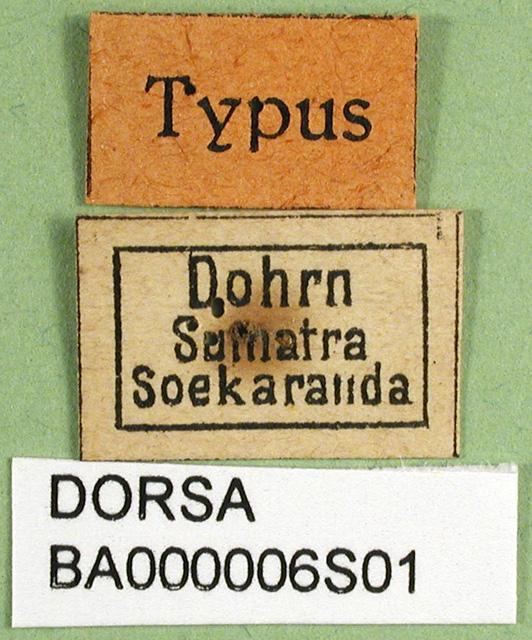 Typus
Dohrn
Sumatra
Soekaranda
DORSA
BA000006S01